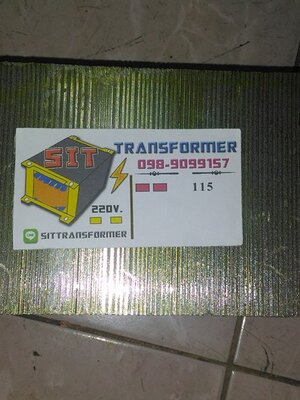 SIT
TRANSFORMER
098-9099157
115
220V.
SITTRANSFORMER